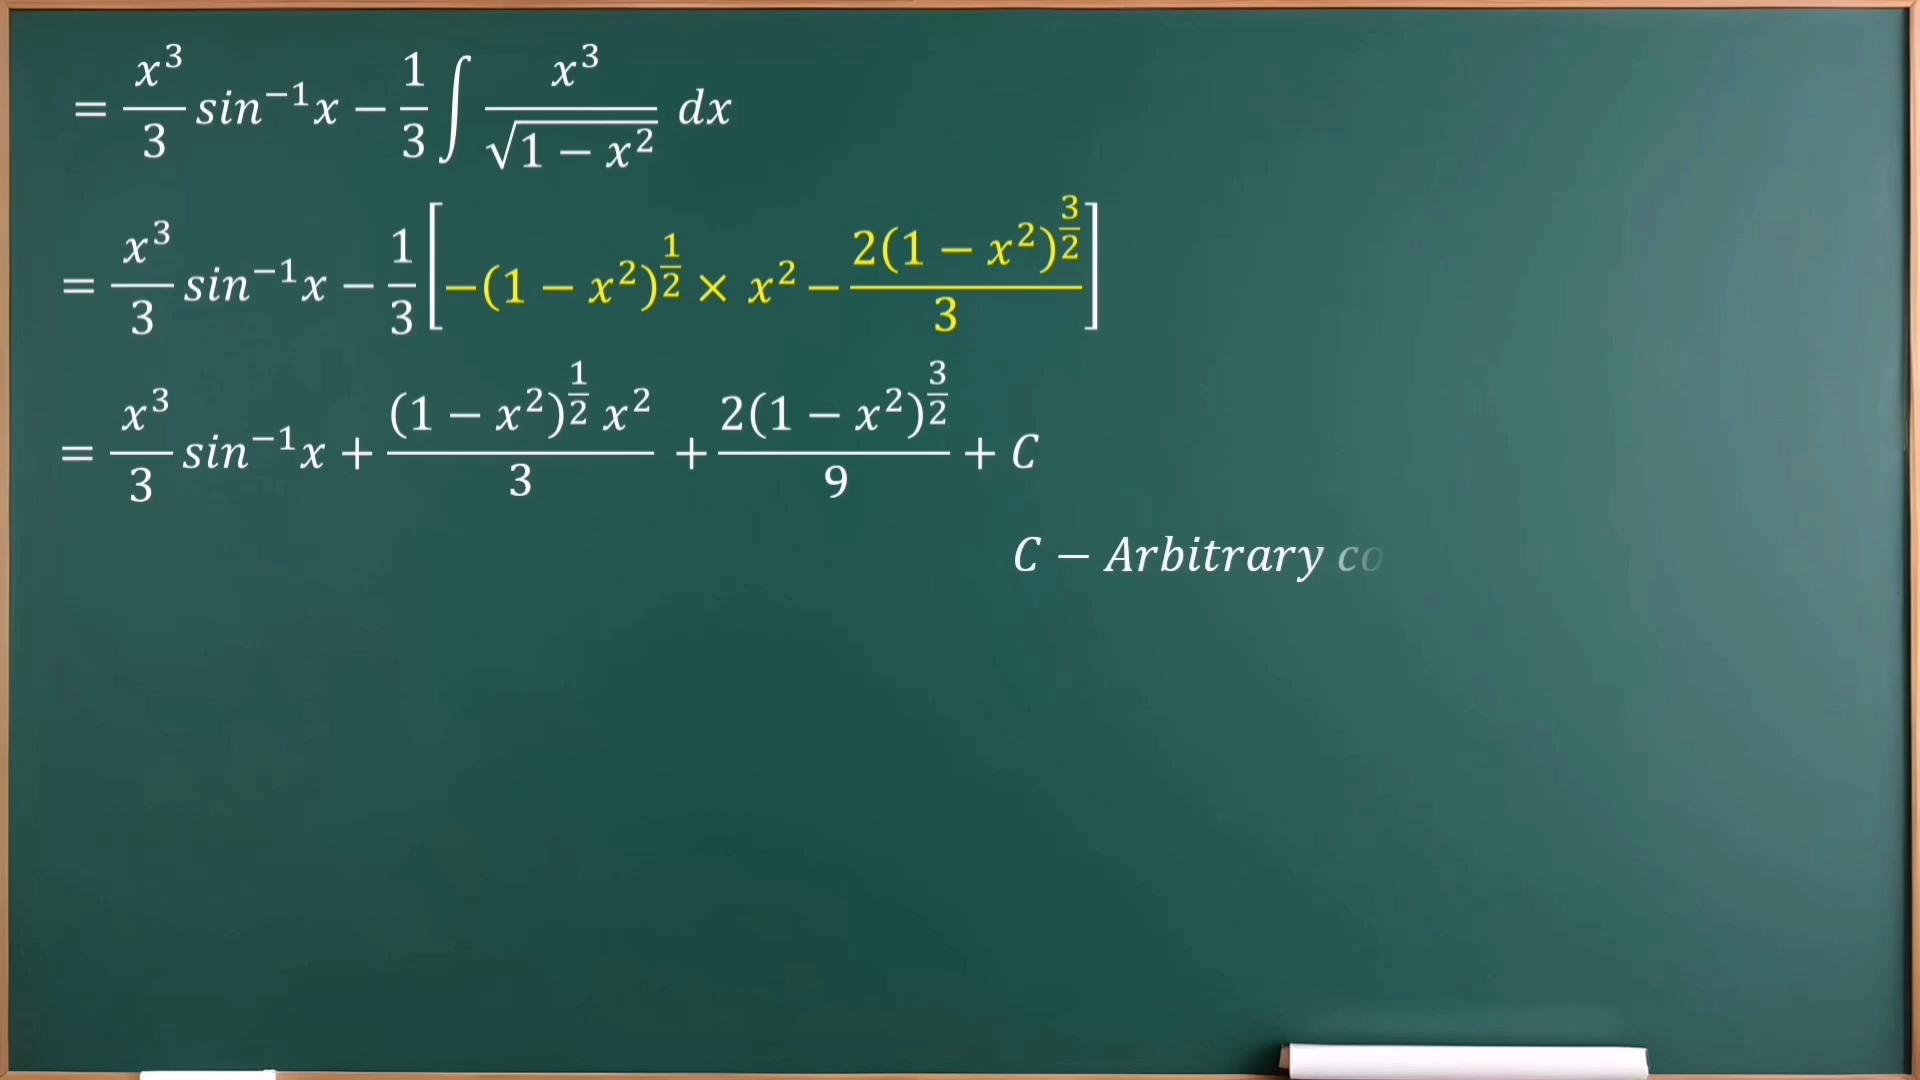 = x³/3 sin⁻¹x − 1/3 ∫ x³/√(1 − x²) dx
= x³/3 sin⁻¹x − 1/3 [−(1 − x²)^(1/2) × x² − 2(1 − x²)^(3/2)/3]
= x³/3 sin⁻¹x + (1 − x²)^(1/2) x²/3 + 2(1 − x²)^(3/2)/9 + C
C − Arbitrary co